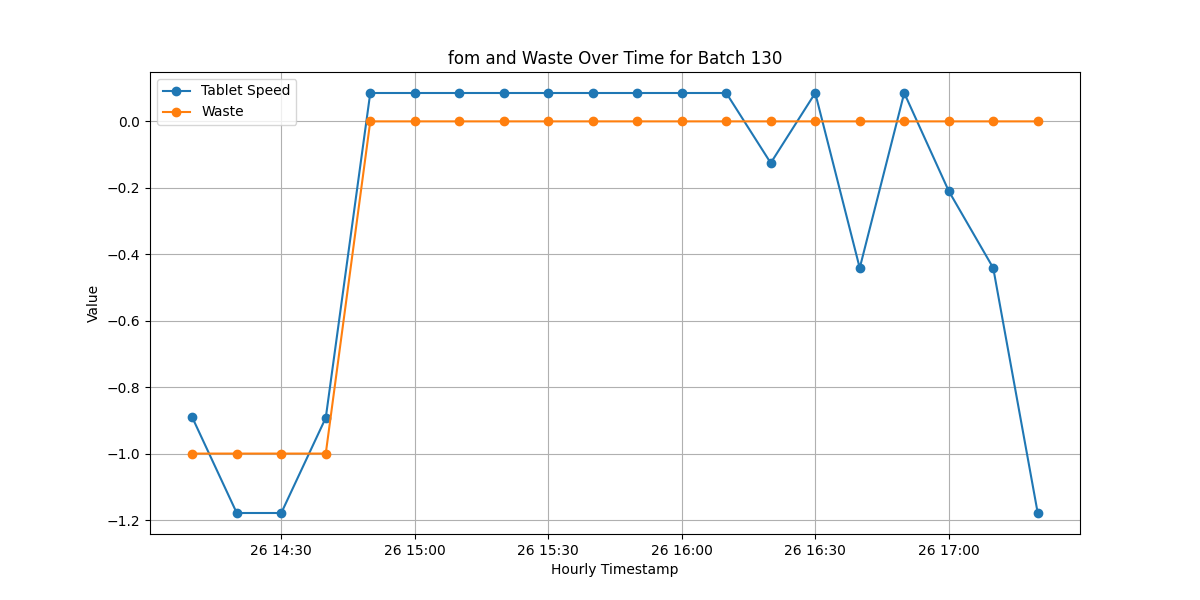 fom and Waste Over Time for Batch 130
Tablet Speed
Waste
Value
0.0
−0.2
−0.4
−0.6
−0.8
−1.0
−1.2
26 14:30 26 15:00 26 15:30 26 16:00 26 16:30 26 17:00
Hourly Timestamp